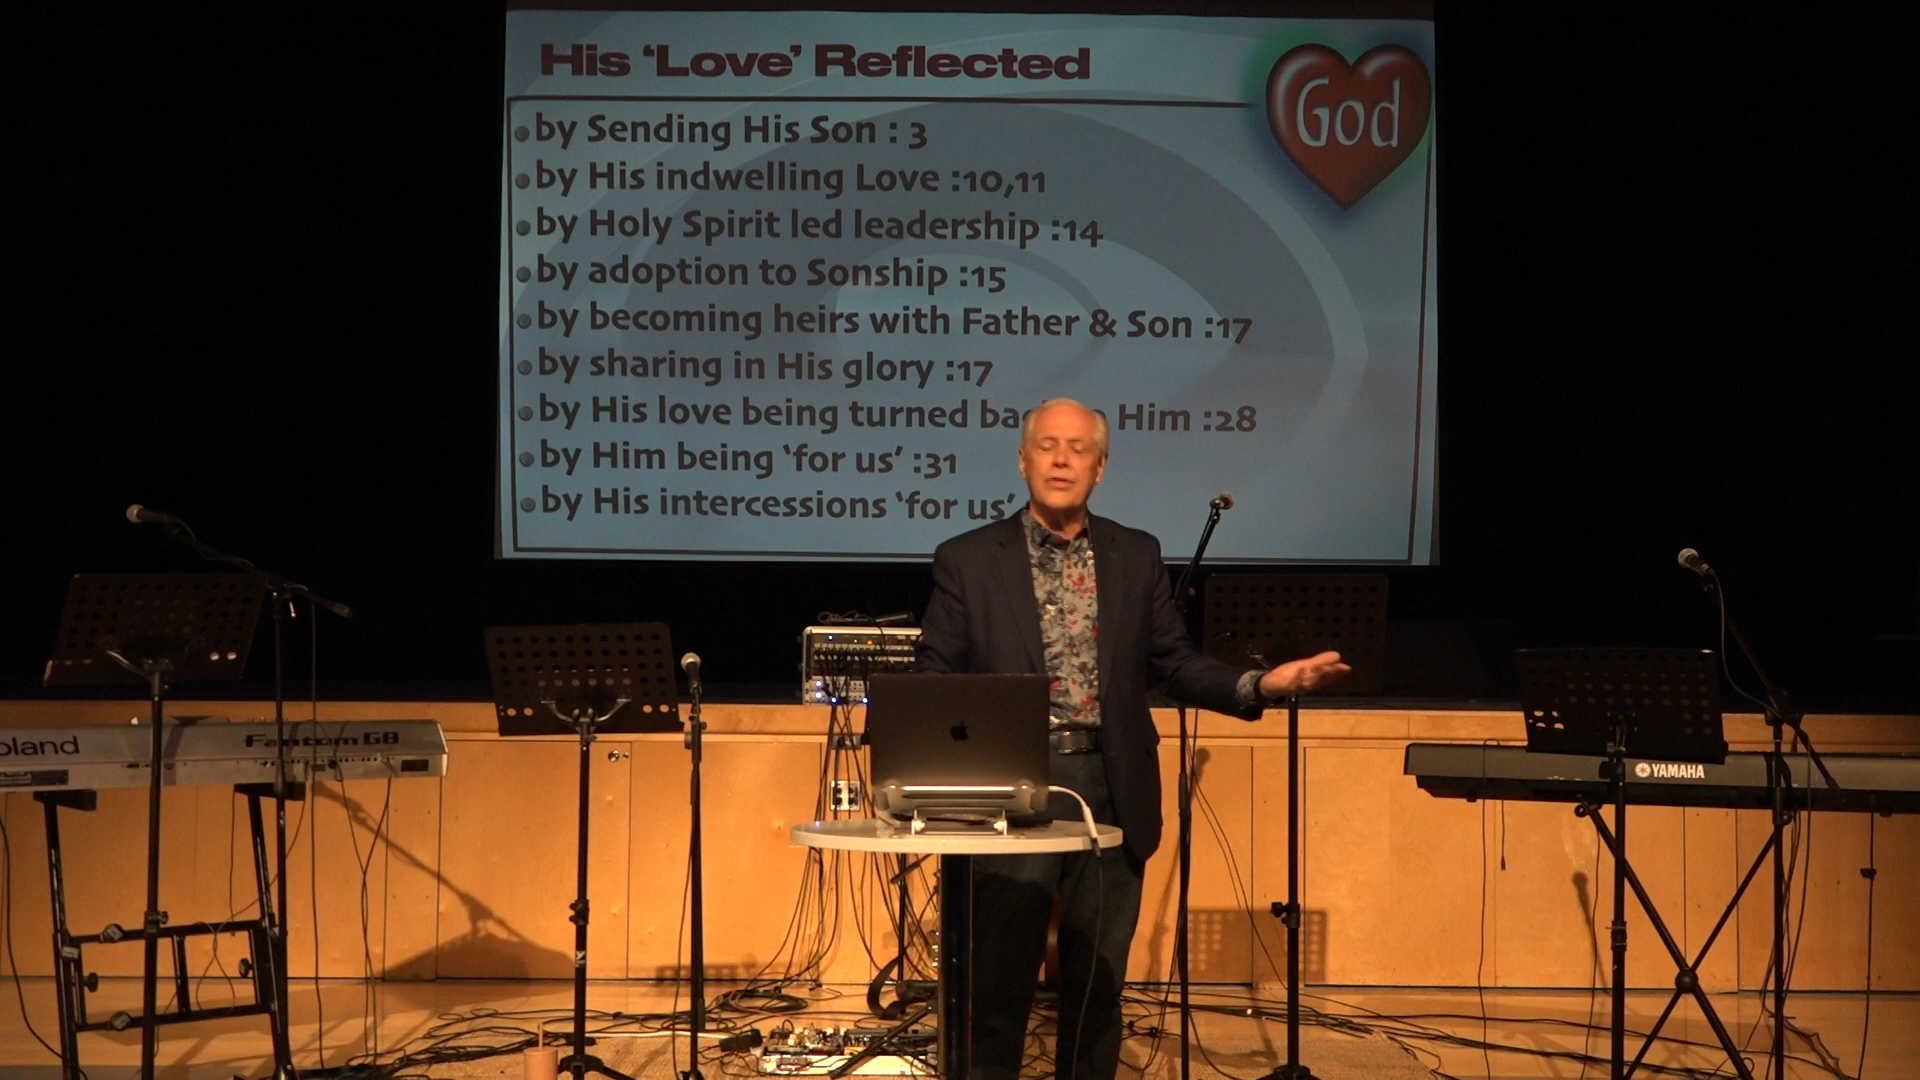 His ‘Love’ Reflected
God
by Sending His Son : 3
by His indwelling Love :10,11
by Holy Spirit led leadership :14
by adoption to Sonship :15
by becoming heirs with Father & Son :17
by sharing in His glory :17
by His love being turned Him :28
by Him being ‘for us’ :31
by His intercessions ‘for us’
oland
Fantom G8
YAMAHA